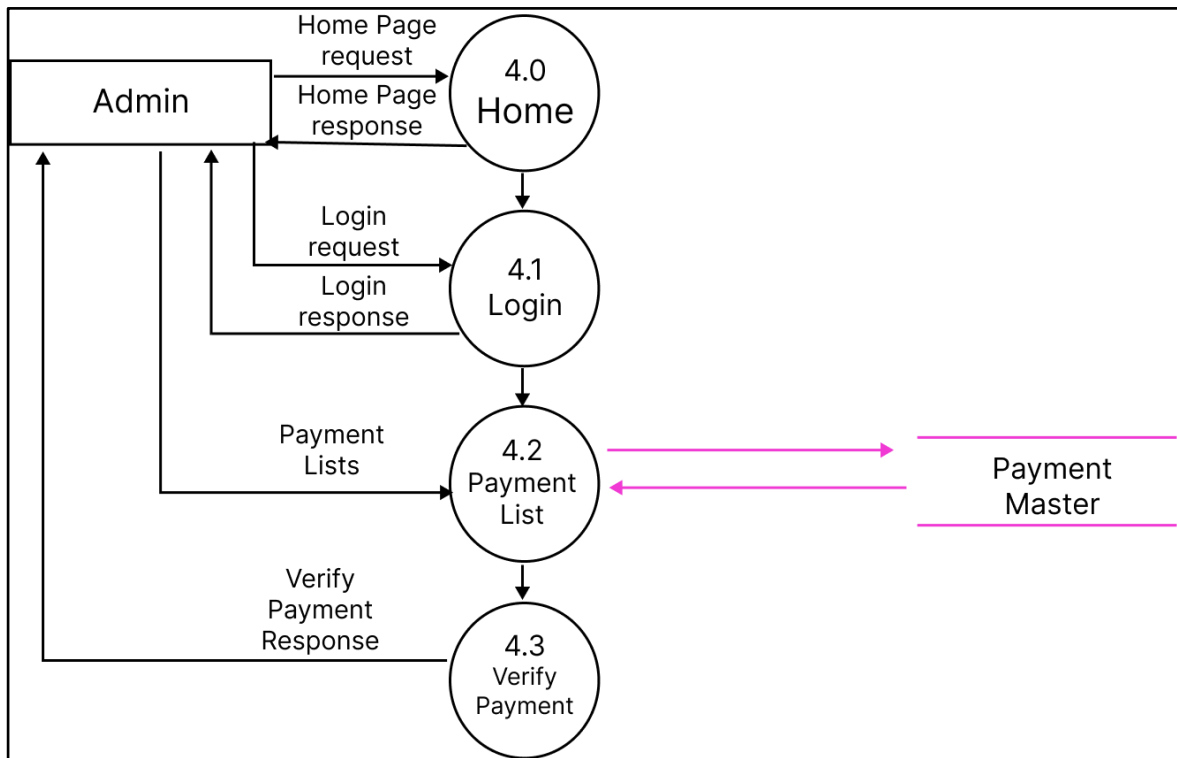 Home Page
request
4.0
Home
Admin
Home Page
response
Login
request
4.1
Login
Login
response
Payment
Lists
4.2
Payment
List
Payment
Master
Verify
Payment
Response
4.3
Verify
Payment